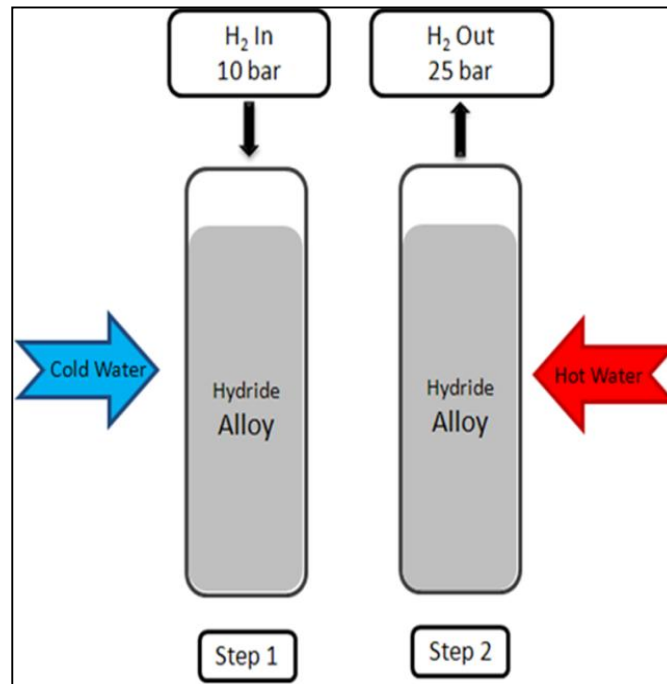 H₂ In
10 bar
H₂ Out
25 bar
Cold Water
Hydride
Alloy
Hydride
Alloy
Hot Water
Step 1
Step 2